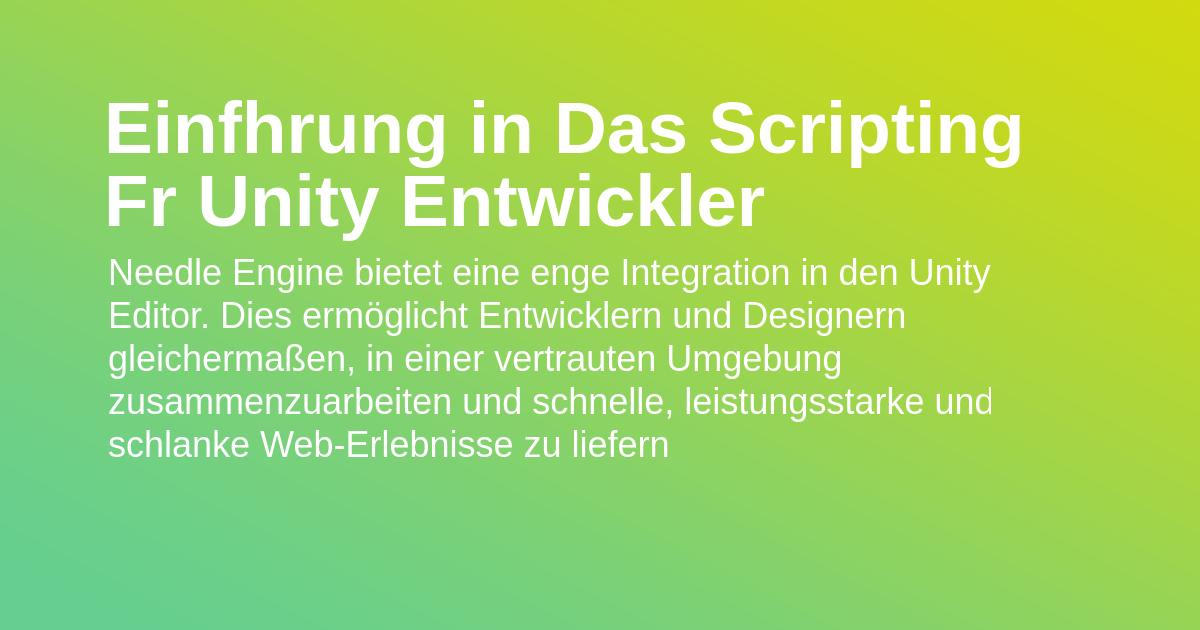 Einfhrung in Das Scripting
Fr Unity Entwickler
Needle Engine bietet eine enge Integration in den Unity
Editor. Dies ermöglicht Entwicklern und Designern
gleichermaßen, in einer vertrauten Umgebung
zusammenzuarbeiten und schnelle, leistungsstarke und
schlanke Web-Erlebnisse zu liefern